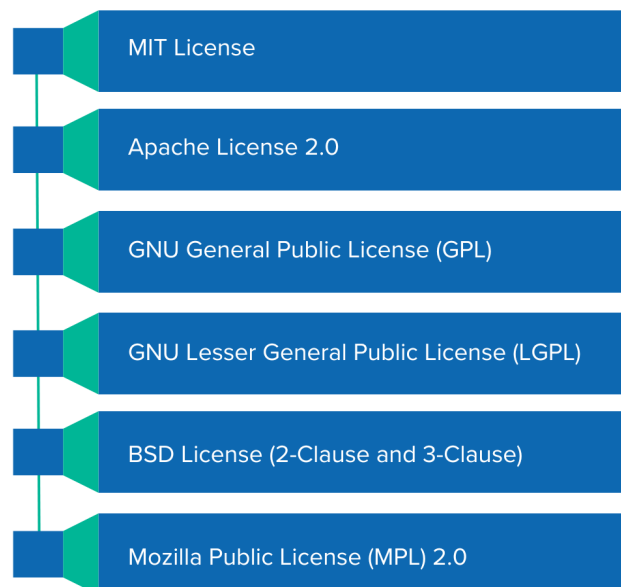 MIT License
Apache License 2.0
GNU General Public License (GPL)
GNU Lesser General Public License (LGPL)
BSD License (2-Clause and 3-Clause)
Mozilla Public License (MPL) 2.0